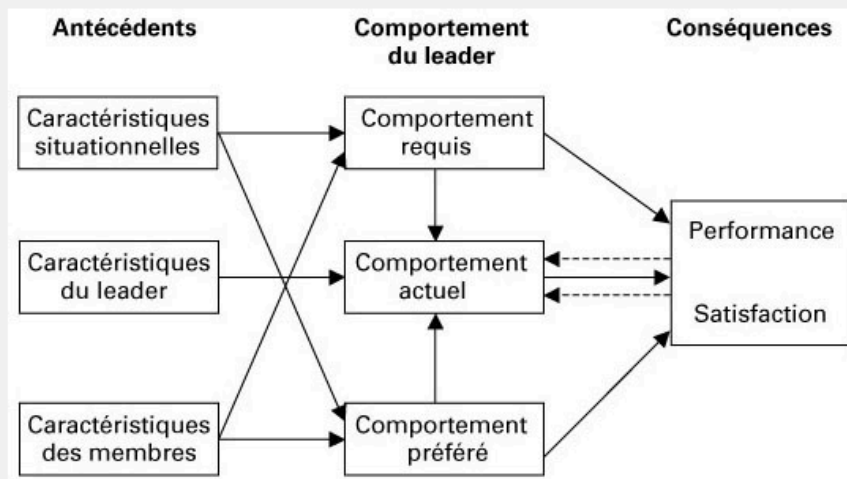 Antécédents
Comportement
du leader
Conséquences
Caractéristiques
situationnelles
Comportement
requis
Caractéristiques
du leader
Comportement
actuel
Performance
Satisfaction
Caractéristiques
des membres
Comportement
préféré